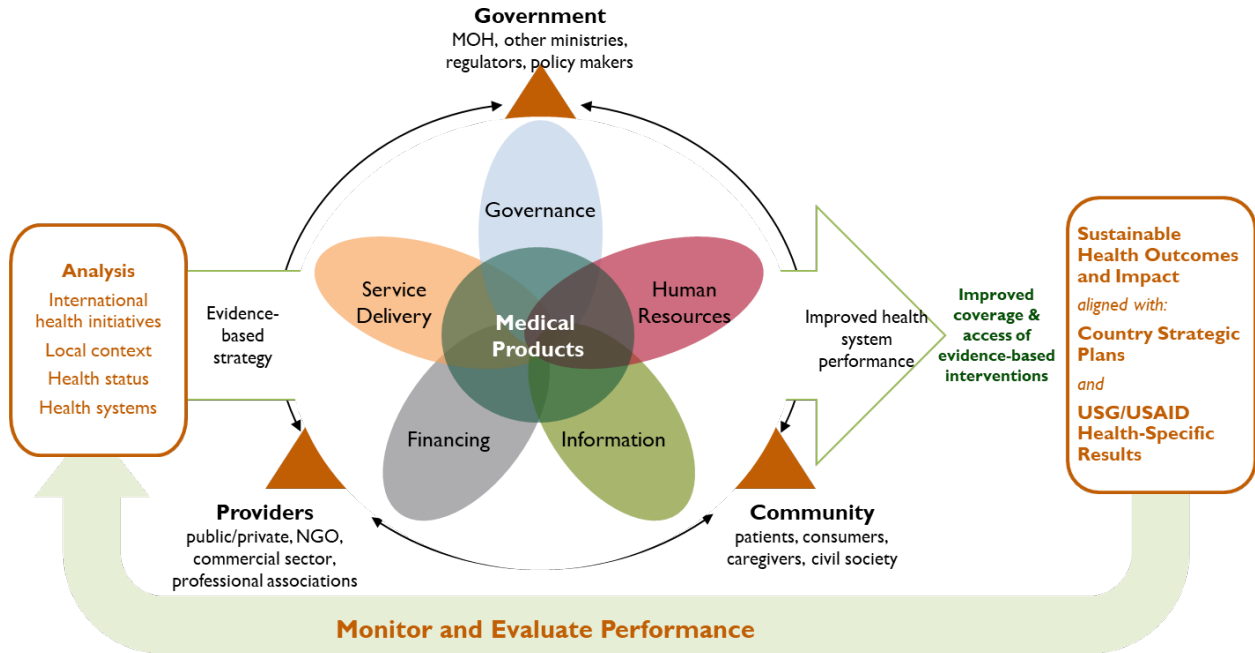 Government
MOH, other ministries,
regulators, policy makers
Analysis
International
health initiatives
Local context
Health status
Health systems
Evidence-
based
strategy
Governance
Service
Delivery
Human
Resources
Medical
Products
Financing
Information
Improved health
system
performance
Improved
coverage &
access of
evidence-based
interventions
Sustainable
Health Outcomes
and Impact
aligned with:
Country Strategic
Plans
and
USG/USAID
Health-Specific
Results
Providers
public/private, NGO,
commercial sector,
professional associations
Community
patients, consumers,
caregivers, civil society
Monitor and Evaluate Performance